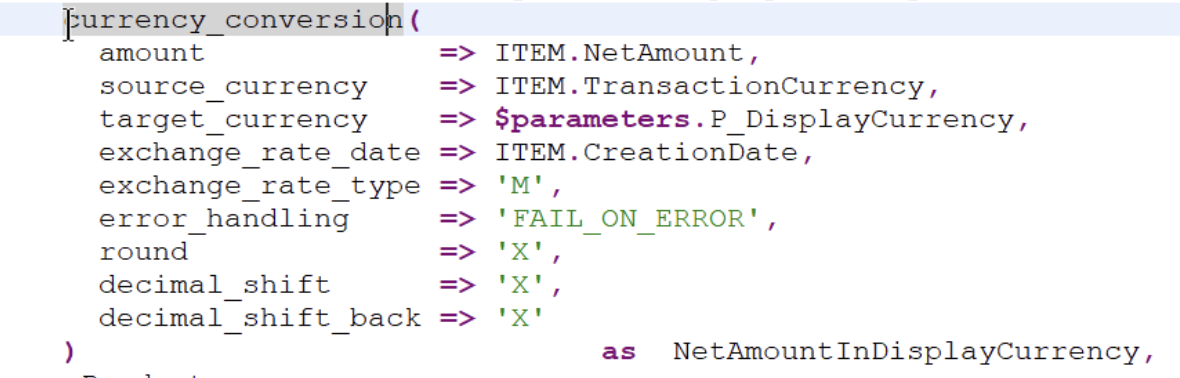 currency_conversion(
amount => ITEM.NetAmount,
source_currency => ITEM.TransactionCurrency,
target_currency => $parameters.P_DisplayCurrency,
exchange_rate_date => ITEM.CreationDate,
exchange_rate_type => 'M',
error_handling => 'FAIL_ON_ERROR',
round => 'X',
decimal_shift => 'X',
decimal_shift_back => 'X'
) as NetAmountInDisplayCurrency,